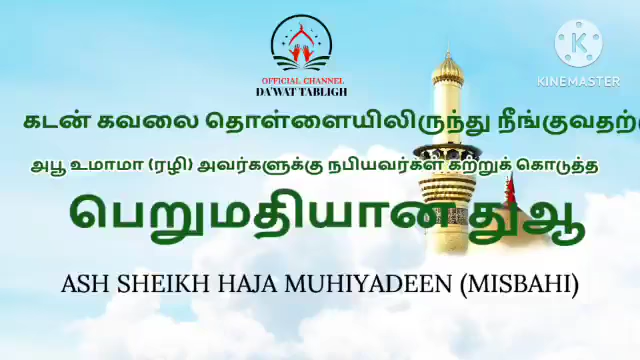 OFFICIAL CHANNEL
DA'WAT TABLIGH
KINEMASTER
கடன் கவலை தொள்ளையிலிருந்து நீங்குவதற்
அபூ உமாமா (ரழி) அவர்களுக்கு நபியவர்கள் கற்றுக் கொடுத்த
பெறுமதியான துஆ
ASH SHEIKH HAJA MUHIYADEEN (MISBAHI)